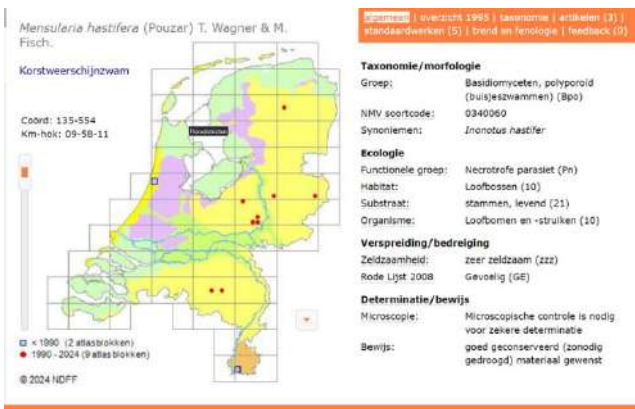 Mensularia hastifera (Pouzar) T. Wagner & M.
Fisch.
Korstweerschijnzwam
Coörd: 135-554
Km-hok: 09-58-11
< 1990 (2 atlasblokken)
1990 - 2024 (9 atlasblokken)
© 2024 NDFF
algemeen | overzicht 1995 | taxonomie | artikelen (3) |
standaardwerken (5) | trend en fenologie | feedback (0)
Taxonomie/morfologie
Groep: Basidiomyceten, polyporoid
(buisjeszwammen) (Bpo)
NMV soortcode: 0340060
Synoniemen: Inonotus hastifer
Ecologie
Functionele groep: Necrotrofe parasiet (Pn)
Habitat: Loofbossen (10)
Substraat: stammen, levend (21)
Organisme: Loofbomen en -struiken (10)
Verspreiding/bedreiging
Zeldzaamheid: zeer zeldzaam (zzz)
Rode Lijst 2008 Gevoelig (GE)
Determinatie/bewijs
Microscopie: Microscopische controle is nodig
voor zekere determinatie
Bewijs: goed geconserveerd (zonodig
gedroogd) materiaal gewenst